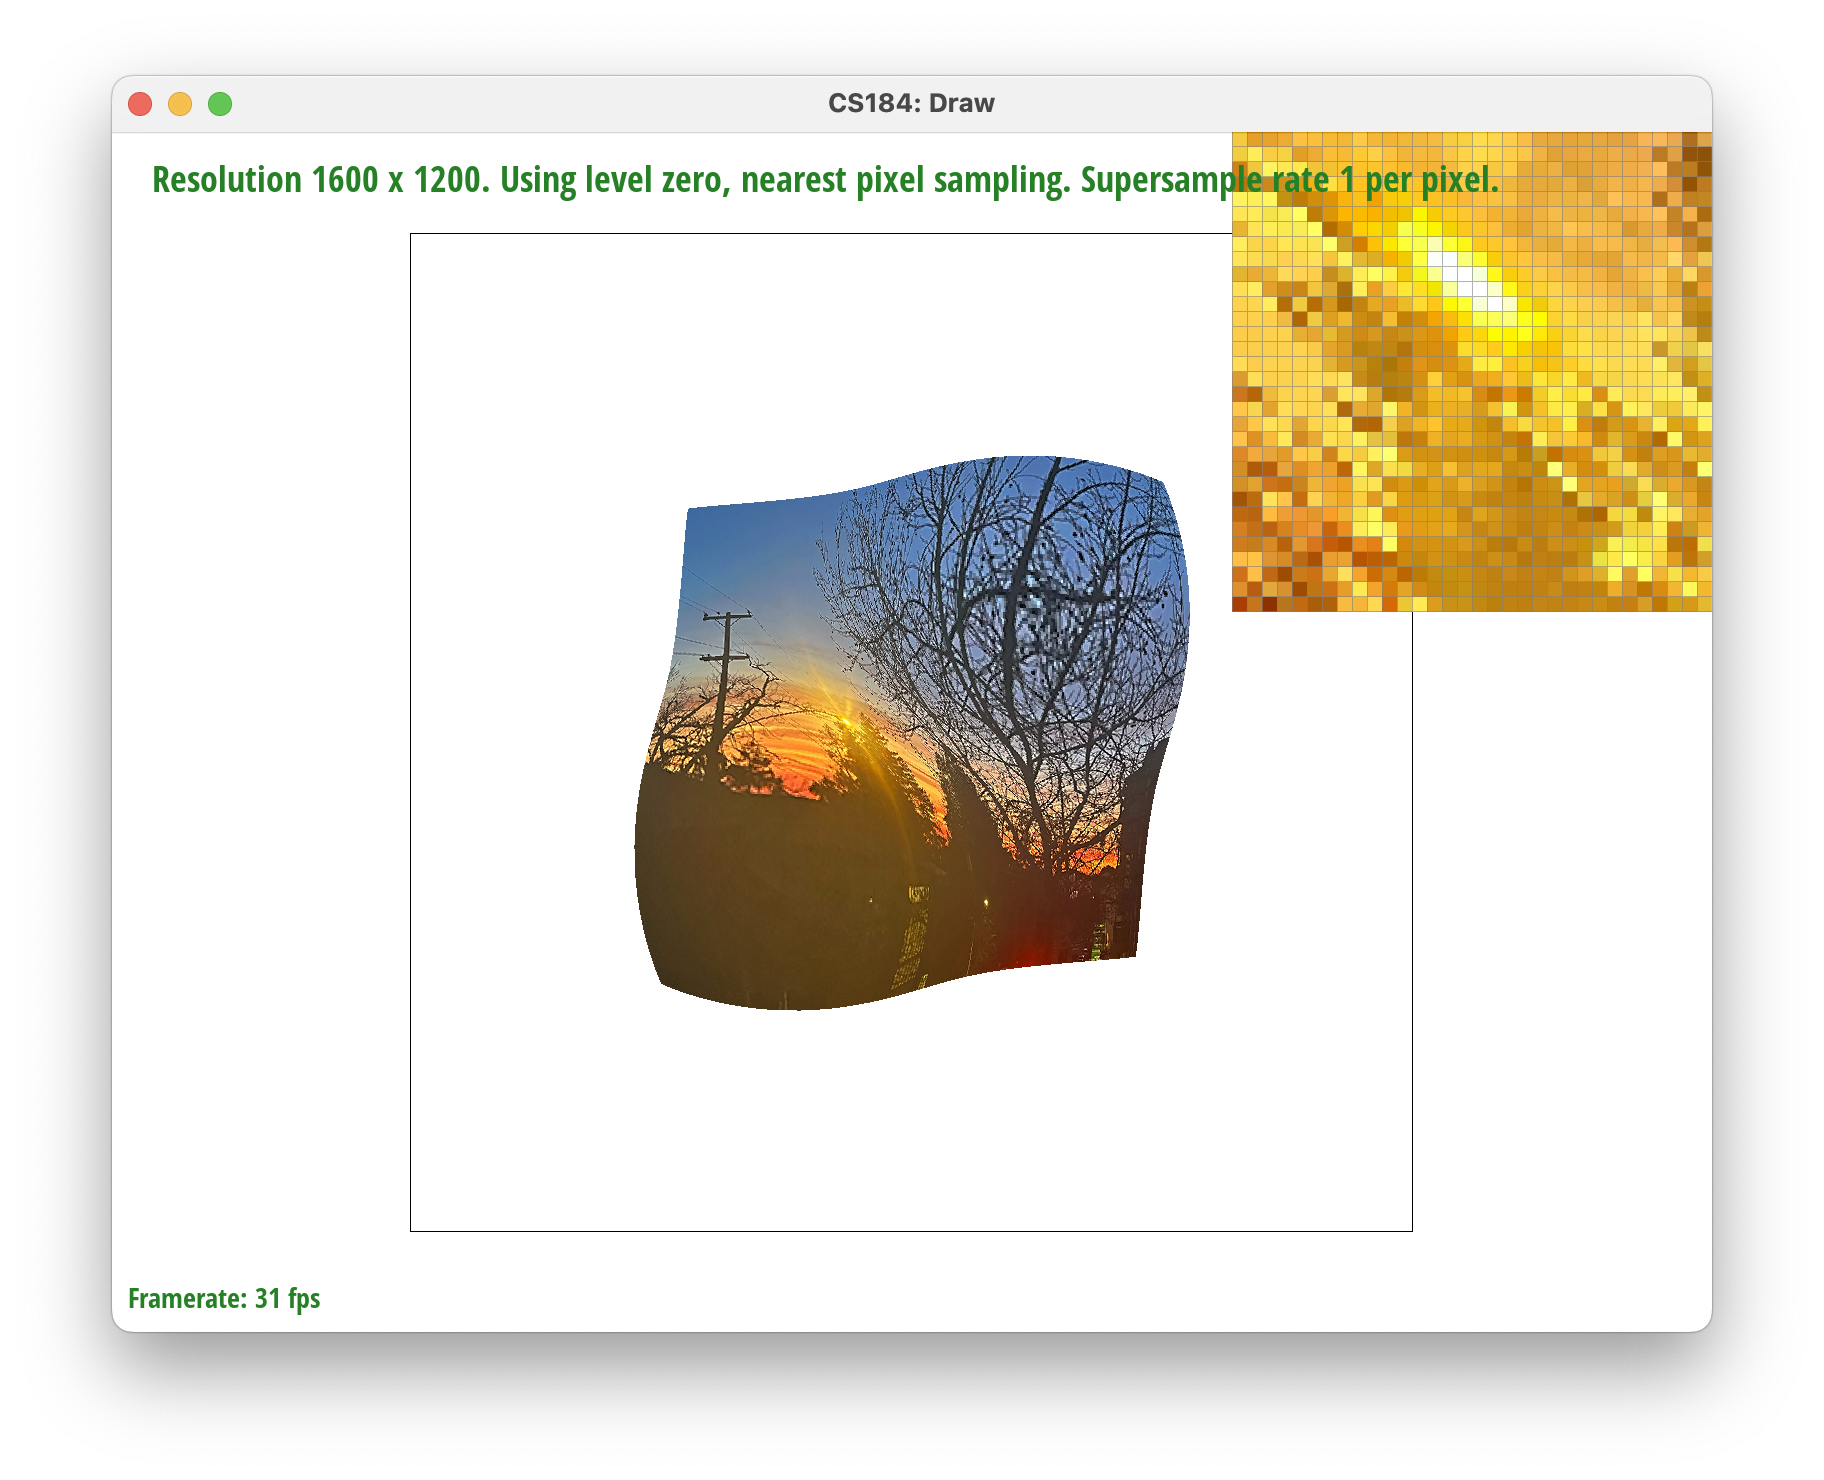 CS184: Draw
Resolution 1600 x 1200. Using level zero, nearest pixel sampling. Supersample rate 1 per pixel.
Framerate: 31 fps